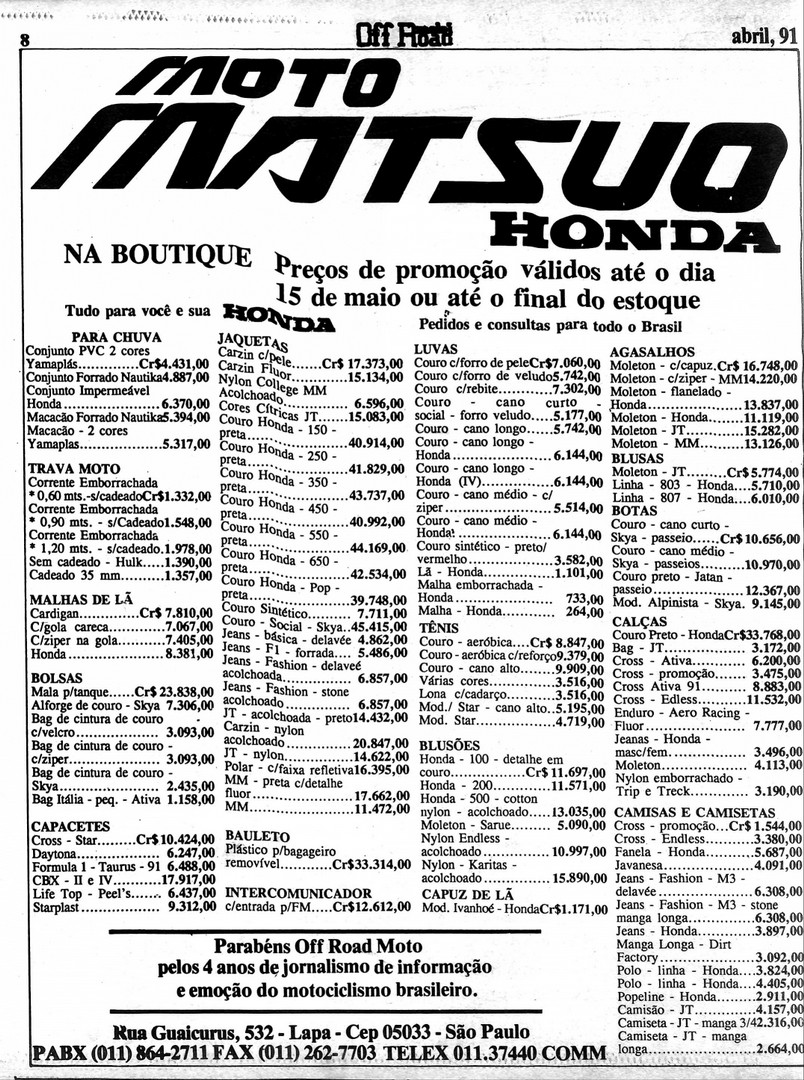 8
Off Road
abril, 91
MOTO
MATSUO
HONDA
NA BOUTIQUE
Preços de promoção válidos até o dia
15 de maio ou até o final do estoque
Tudo para você e sua HONDA
Pedidos e consultas para todo o Brasil
PARA CHUVA
Conjunto PVC 2 cores
Yamaplás.........Cr$4.431,00
Conjunto Forrado Nautika4.887,00
Conjunto Impermeável
Honda....................6.370,00
Macacão Forrado Nautika5.394,00
Macacão - 2 cores
Yamaplas................5.317,00
TRAVA MOTO
Corrente Emborrachada
* 0,60 mts.-s/cadeadoCr$1.332,00
Corrente Emborrachada
* 0,90 mts. - s/Cadeado1.548,00
Corrente Emborrachada
* 1,20 mts. - s/cadeado.1.978,00
Sem cadeado - Hulk....1.390,00
Cadeado 35 mm.........1.357,00
MALHAS DE LÃ
Cardigan............Cr$ 7.810,00
C/gola careca...........7.067,00
C/ziper na gola.........7.405,00
Honda....................8.381,00
BOLSAS
Mala p/tanque.....Cr$ 23.838,00
Alforge de couro - Skya 7.306,00
Bag de cintura de couro -
c/velcro..................3.093,00
Bag de cintura de couro -
c/ziper...................3.093,00
Bag de cintura de couro -
Skya......................2.435,00
Bag Itália - peq. - Ativa 1.158,00
CAPACETES
Cross - Star.......Cr$10.424,00
Daytona.................6.247,00
Formula 1 - Taurus - 91 6.488,00
CBX - II e IV..........17.917,00
Life Top - Peel's.......6.437,00
Starplast................9.312,00
JAQUETAS
Carzin c/pele......Cr$ 17.373,00
Carzin Fluor..........15.134,00
Nylon College MM
Acolchoado.............6.596,00
Cores Cítricas JT......15.083,00
Couro Honda - 150 -
preta....................40.914,00
Couro Honda - 250 -
preta....................41.829,00
Couro Honda - 350 -
preta....................43.737,00
Couro Honda - 450 -
preta....................40.992,00
Couro Honda - 550 -
preta....................44.169,00
Couro Honda - 650 -
preta....................42.534,00
Couro Honda - Pop -
preta....................39.748,00
Couro Sintético.........7.711,00
Couro - Social - Skya..45.415,00
Jeans - básica - delavée 4.862,00
Jeans - F1 - forrada....5.486,00
Jeans - Fashion - delaveé
acolchoada..............6.857,00
Jeans - Fashion - stone
acolchoado..............6.857,00
JT - acolchoada - preto14.432,00
Carzin - nylon
acolchoado.............20.847,00
JT - nylon..............14.622,00
Polar - c/faixa refletiva16.395,00
MM - preta c/detalhe
fluor....................17.662,00
MM......................11.472,00
BAULETO
Plástico p/bagageiro
removível..........Cr$33.314,00
INTERCOMUNICADOR
c/entrada p/FM....Cr$12.612,00
LUVAS
Couro c/forro de peleCr$7.060,00
Couro c/forro de veludo5.742,00
Couro c/rebite..........7.302,00
Couro - cano curto
social - forro veludo....5.177,00
Couro - cano longo.....5.742,00
Couro - cano longo -
Honda...................6.144,00
Couro - cano longo -
Honda (IV).............6.144,00
Couro - cano médio - c/
ziper.....................5.514,00
Couro - cano médio -
Honda...................6.144,00
Couro sintético - preto/
vermelho................3.582,00
Lã - Honda.............1.101,00
Malha emborrachada -
Honda....................733,00
Malha - Honda..........264,00
TÊNIS
Couro - aeróbica....Cr$ 8.847,00
Couro - aeróbica c/reforço9.379,00
Couro - cano alto.......9.909,00
Várias cores.............3.516,00
Lona c/cadarço.........3.516,00
Mod./ Star - cano alto..5.195,00
Mod. Star...............4.719,00
BLUSÕES
Honda - 100 - detalhe em
couro..............Cr$ 11.697,00
Honda - 200...........11.571,00
Honda - 500 - cotton
nylon - acolchoado....13.035,00
Moleton - Sarue........ 5.090,00
Nylon Endless -
acolchoado.............10.997,00
Nylon - Karitas -
acolchoado.............15.890,00
CAPUZ DE LÃ
Mod. Ivanhoé - HondaCr$1.171,00
AGASALHOS
Moleton - c/capuz.Cr$ 16.748,00
Moleton - c/ziper - MM14.220,00
Moleton - flanelado -
Honda..................13.837,00
Moleton - Honda......11.119,00
Moleton - JT...........15.282,00
Moleton - MM.........13.126,00
BLUSAS
Moleton - JT.......Cr$ 5.774,00
Linha - 803 - Honda...5.710,00
Linha - 807 - Honda...6.010,00
BOTAS
Couro - cano curto -
Skya - passeio.....Cr$10.656,00
Couro - cano médio -
Skya - passeios........10.970,00
Couro preto - Jatan -
passeio.................12.367,00
Mod. Alpinista - Skya. 9.145,00
CALÇAS
Couro Preto - HondaCr$33.768,00
Bag - JT.................3.172,00
Cross - Ativa............6.200,00
Cross - promoção.......3.475,00
Cross Ativa 91..........8.883,00
Cross - Edless.........11.532,00
Enduro - Aero Racing -
Fluor....................7.777,00
Jeanas - Honda -
masc/fem...............3.496,00
Moleton.................4.113,00
Nylon emborrachado -
Trip e Treck............3.190,00
CAMISAS E CAMISETAS
Cross - promoção...Cr$ 1.544,00
Cross - Endless.........3.380,00
Fanela - Honda.........5.687,00
Javanesa................4.091,00
Jeans - Fashion - M3 -
delavée..................6.308,00
Jeans - Fashion - M3 - stone
manga longa............6.308,00
Jeans - Honda..........3.897,00
Manga Longa - Dirt
Factory..................3.092,00
Polo - linha - Honda....3.824,00
Polo - linha - Honda....4.405,00
Popeline - Honda.......2.911,00
Camisão - JT...........4.157,00
Camiseta - JT - manga 3/42.316,00
Camiseta - JT - manga
longa....................2.664,00
Parabéns Off Road Moto
pelos 4 anos de jornalismo de informação
e emoção do motociclismo brasileiro.
Rua Guaicurus, 532 - Lapa - Cep 05033 - São Paulo
PABX (011) 864-2711 FAX (011) 262-7703 TELEX 011.37440 COMM